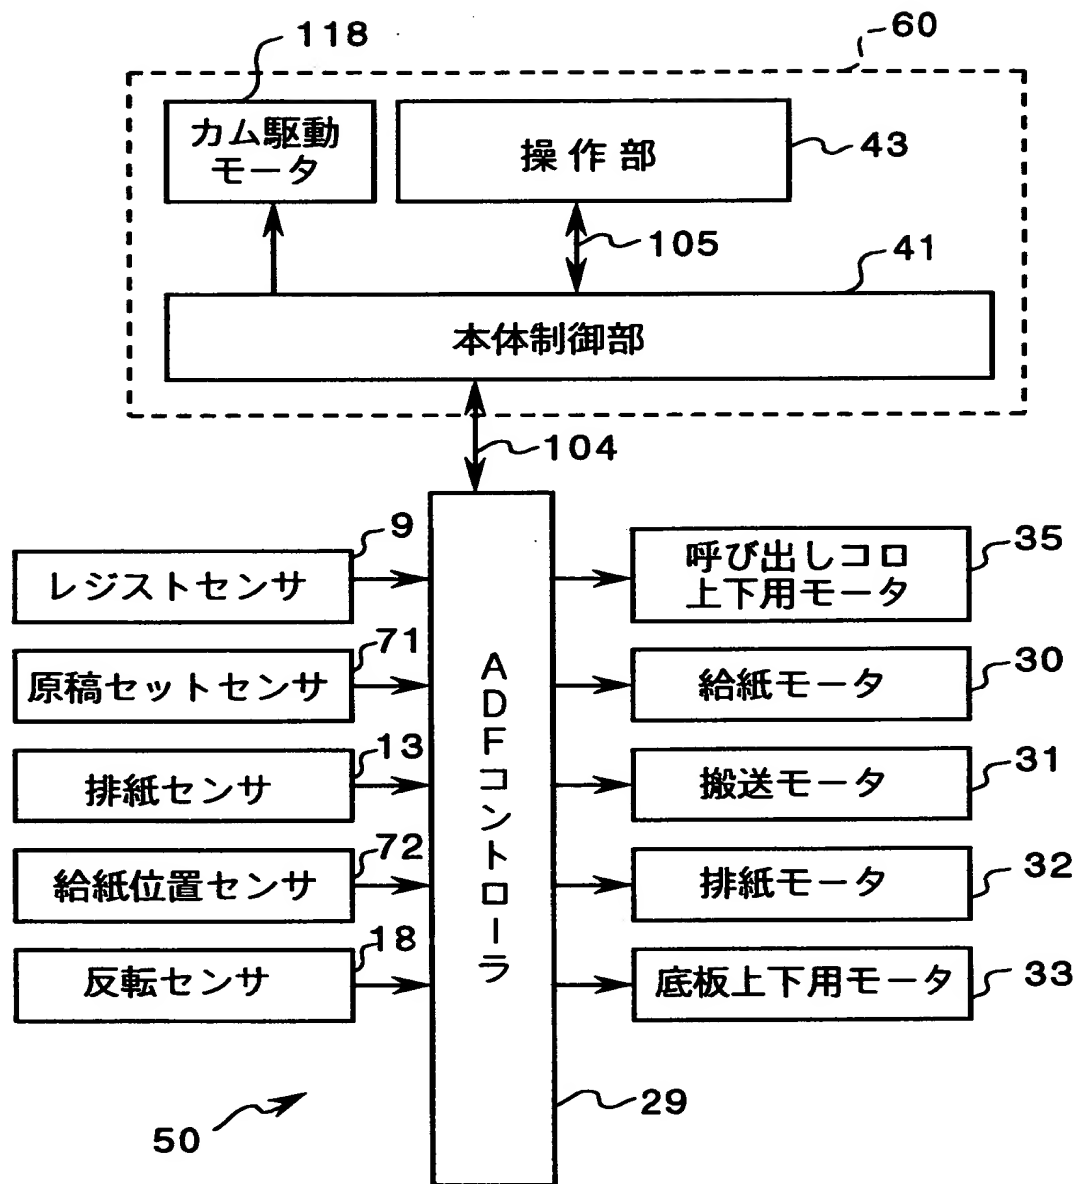 118
60
カム駆動
モータ
操作部
43
105
41
本体制御部
104
9
レジストセンサ
71
原稿セットセンサ
13
排紙センサ
72
給紙位置センサ
18
反転センサ
ADFコントローラ
呼び出しコロ
上下用モータ
35
給紙モータ
30
搬送モータ
31
排紙モータ
32
底板上下用モータ
33
29
50